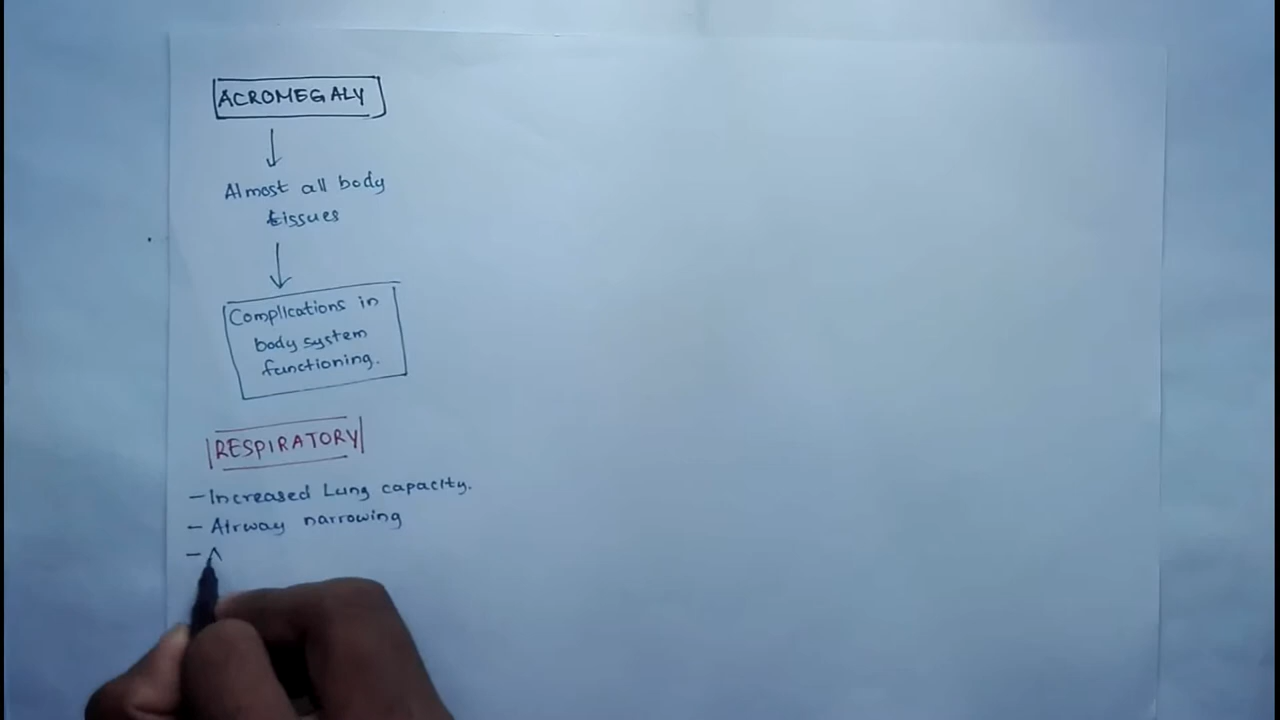 ACROMEGALY
Almost all body
tissues
Complications in
body system
functioning.
RESPIRATORY
- Increased Lung capacity.
- Airway narrowing
- A